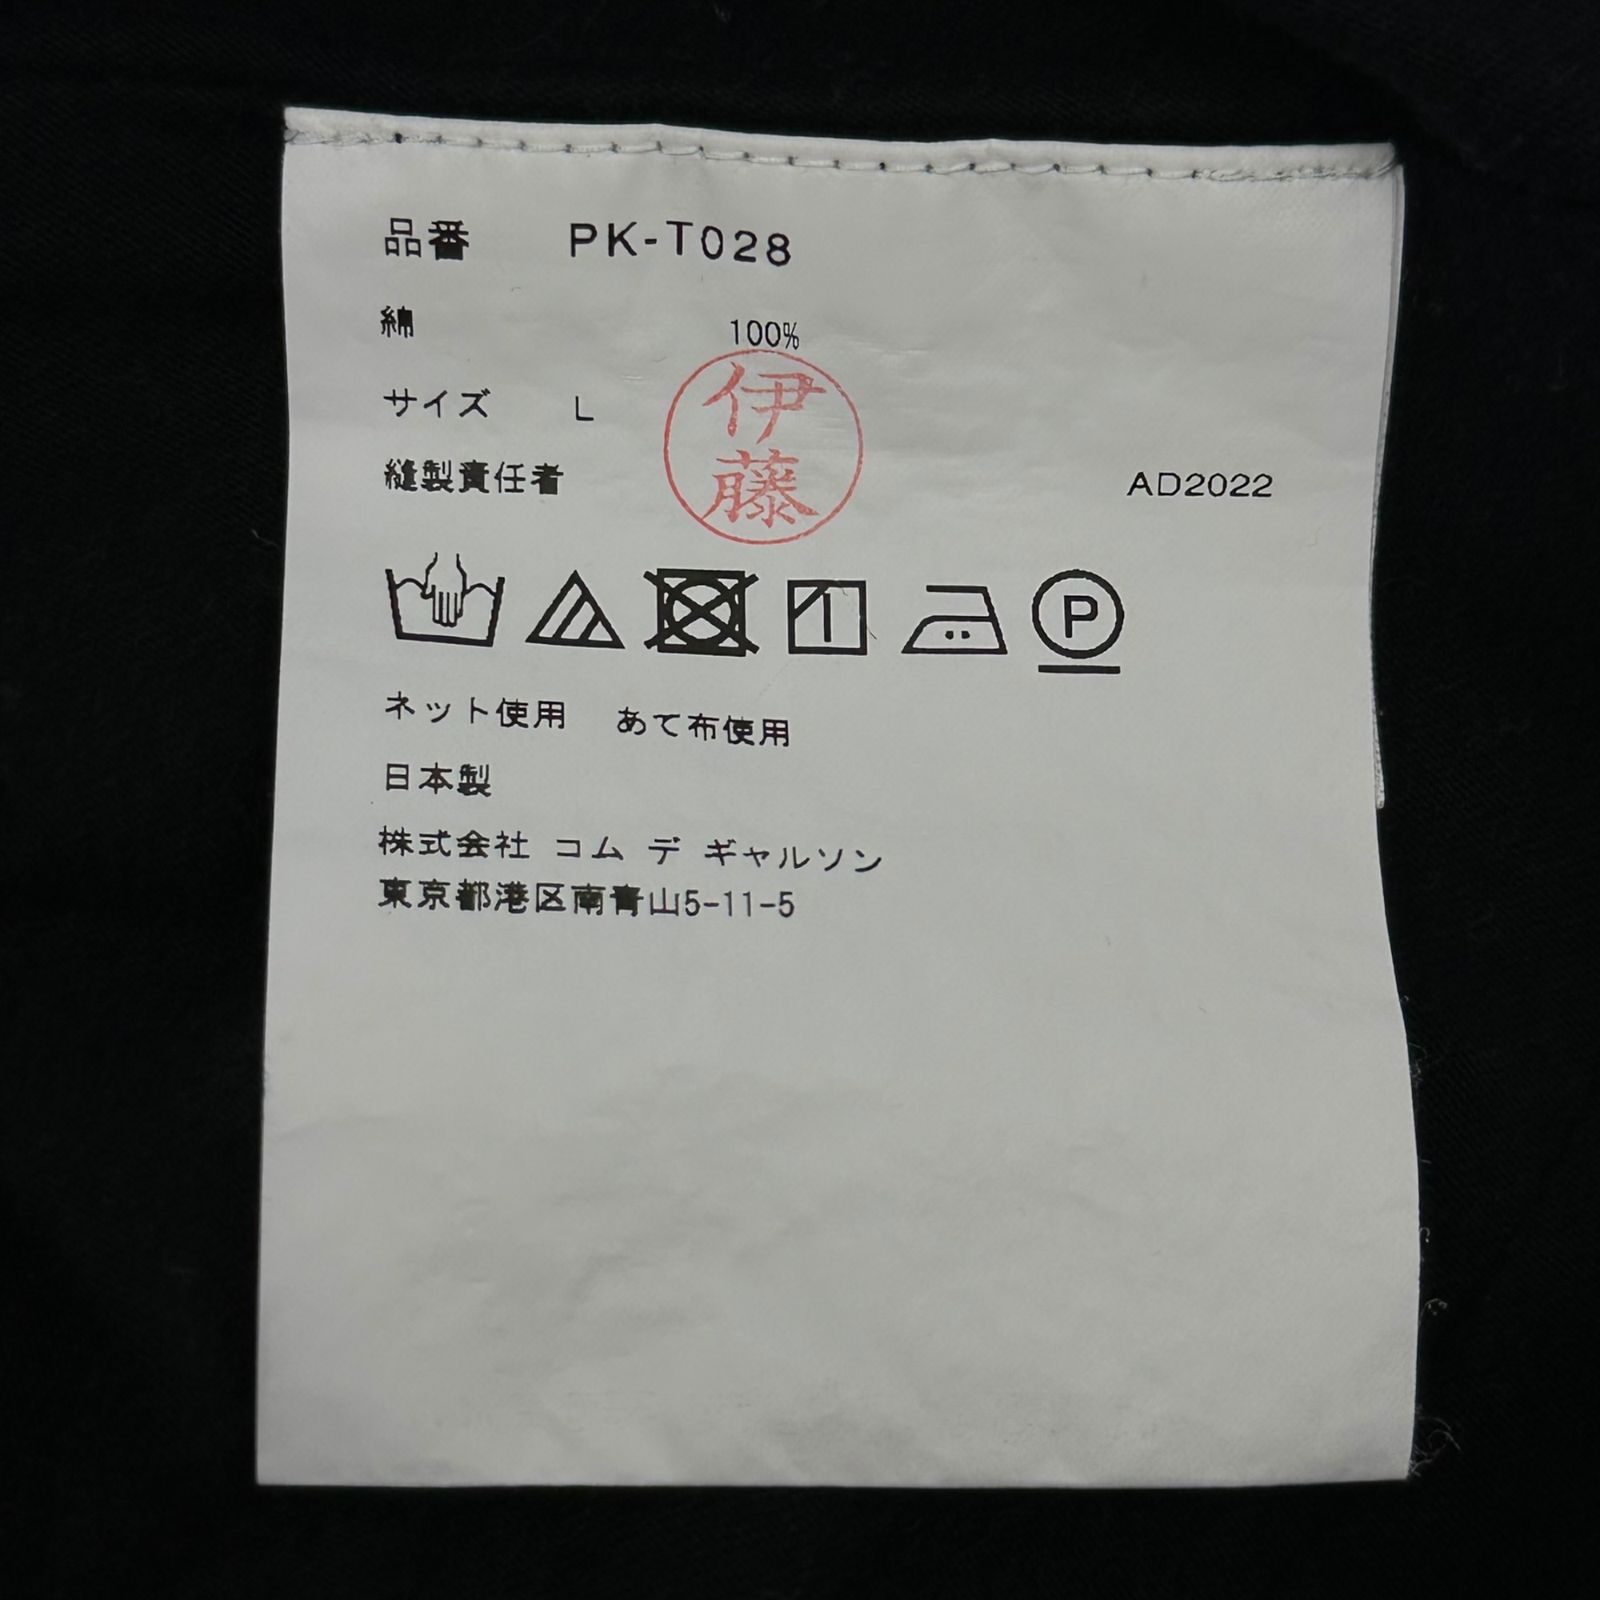 品番 PK-T028
綿 100%
サイズ L
伊藤
縫製責任者 AD2022
P
ネット使用 あて布使用
日本製
株式会社 コム デ ギャルソン
東京都港区南青山5-11-5